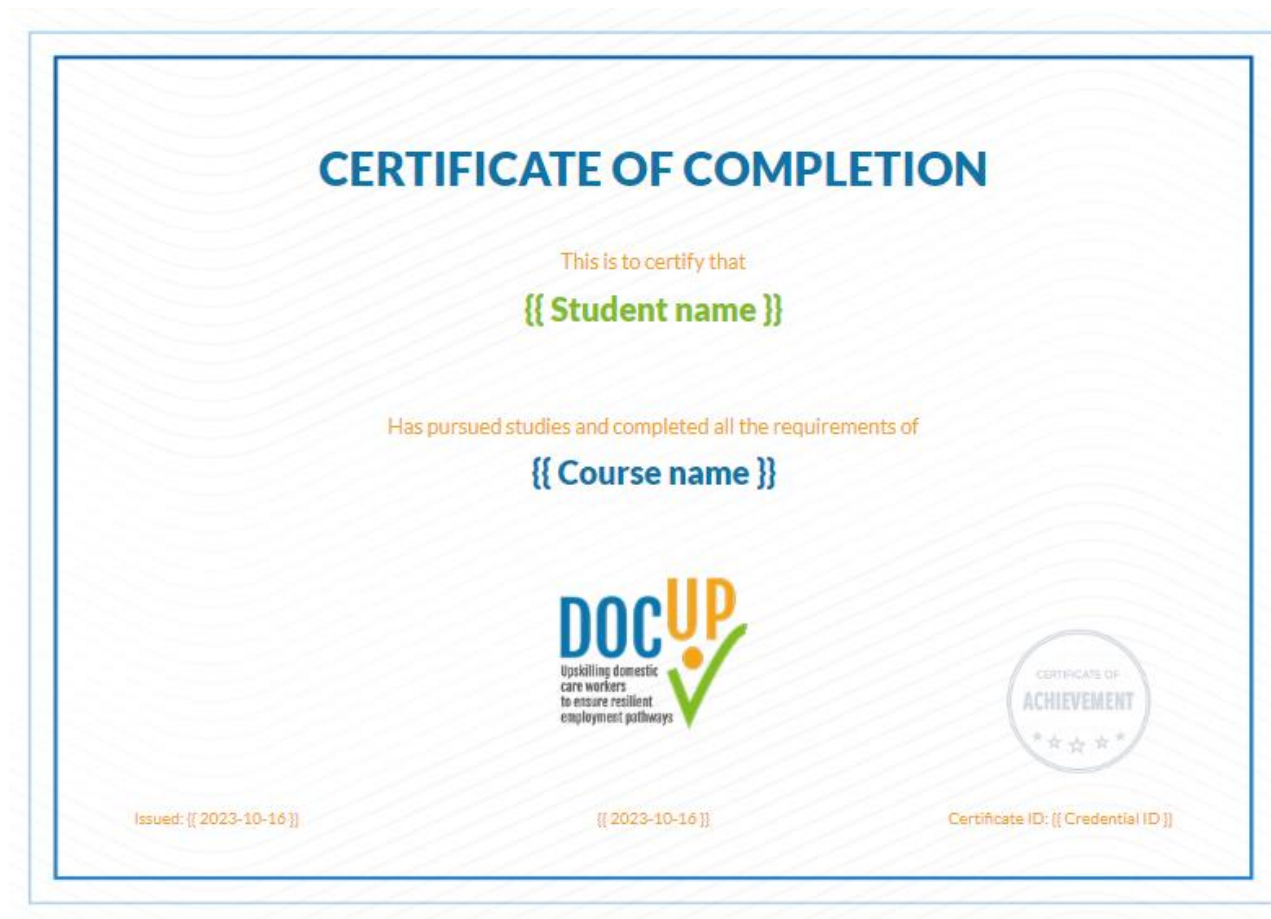 CERTIFICATE OF COMPLETION
This is to certify that
{{ Student name }}
Has pursued studies and completed all the requirements of
{{ Course name }}
DOCUP
Upskilling domestic
care workers
to ensure resilient
employment pathways
CERTIFICATE OF
ACHIEVEMENT
Issued: {{ 2023-10-16 }}
{{ 2023-10-16 }}
Certificate ID: {{ Credential ID }}